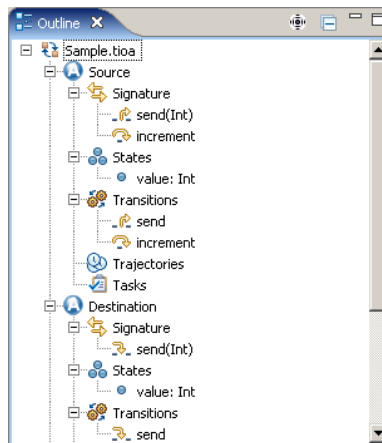 Outline
Sample.tioa
Source
Signature
send(Int)
increment
States
value: Int
Transitions
send
increment
Trajectories
Tasks
Destination
Signature
send(Int)
States
value: Int
Transitions
send